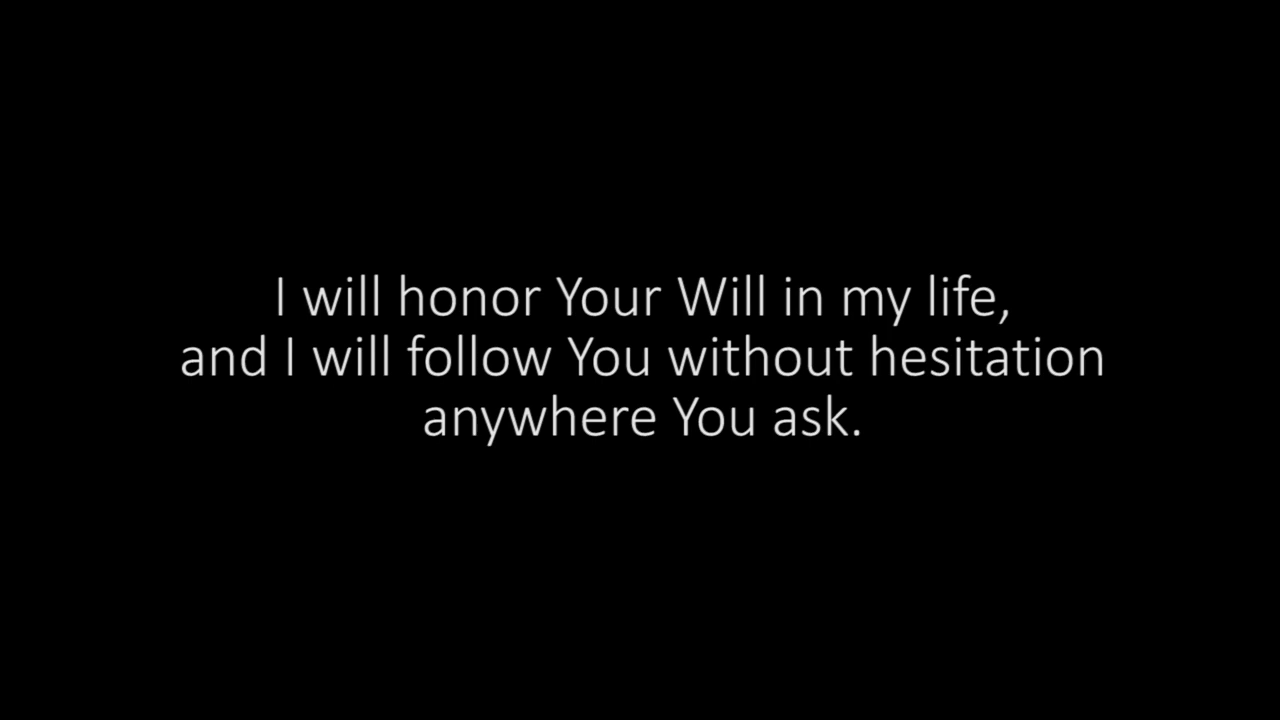 I will honor Your Will in my life,
and I will follow You without hesitation
anywhere You ask.